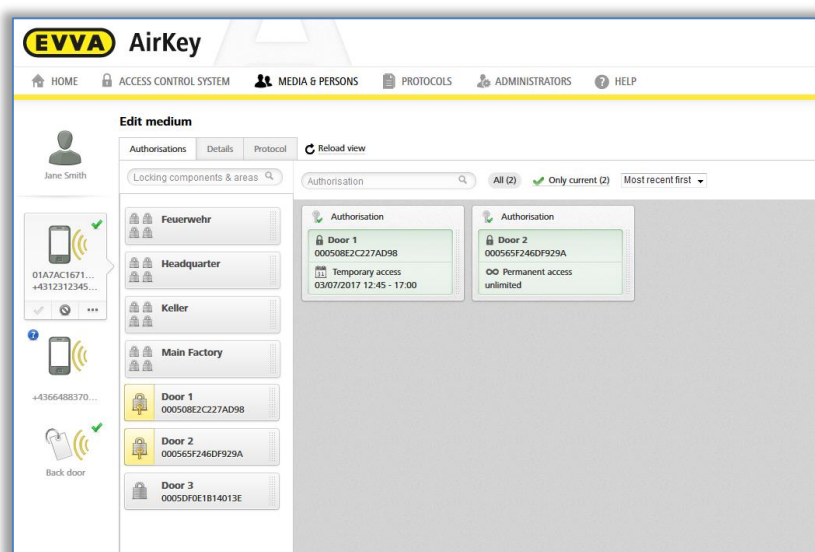 EVVA AirKey
HOME ACCESS CONTROL SYSTEM MEDIA & PERSONS PROTOCOLS ADMINISTRATORS ? HELP
Edit medium
Authorisations Details Protocol Reload view
Jane Smith
Locking components & areas
Authorisation All (2) Only current (2) Most recent first
01A7AC1671...
+4312312345...
7
+4366488370...
Back door
Feuerwehr
Headquarter
Keller
Main Factory
Door 1
000508E2C227AD98
Door 2
000565F246DF929A
Door 3
0005DF0E1B14013E
Authorisation
Door 1
000508E2C227AD98
31 Temporary access
03/07/2017 12:45 - 17:00
Authorisation
Door 2
000565F246DF929A
Permanent access
unlimited